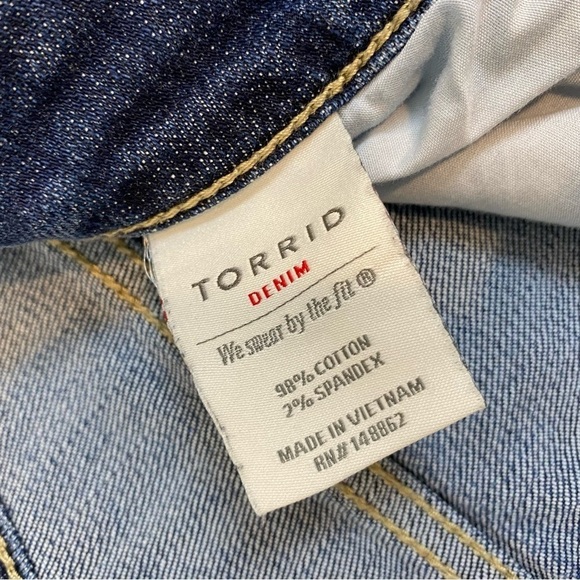 TORRID
DENIM
We swear by the fit ®
98% COTTON
2% SPANDEX
MADE IN VIETNAM
RN# 148862